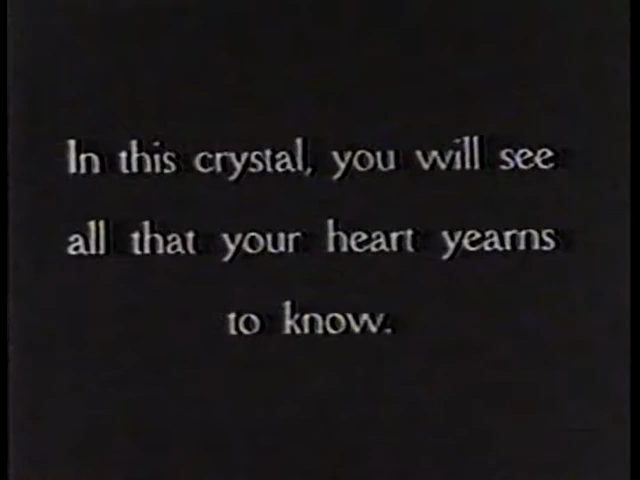 In this crystal, you will see
all that your heart yearns
to know.